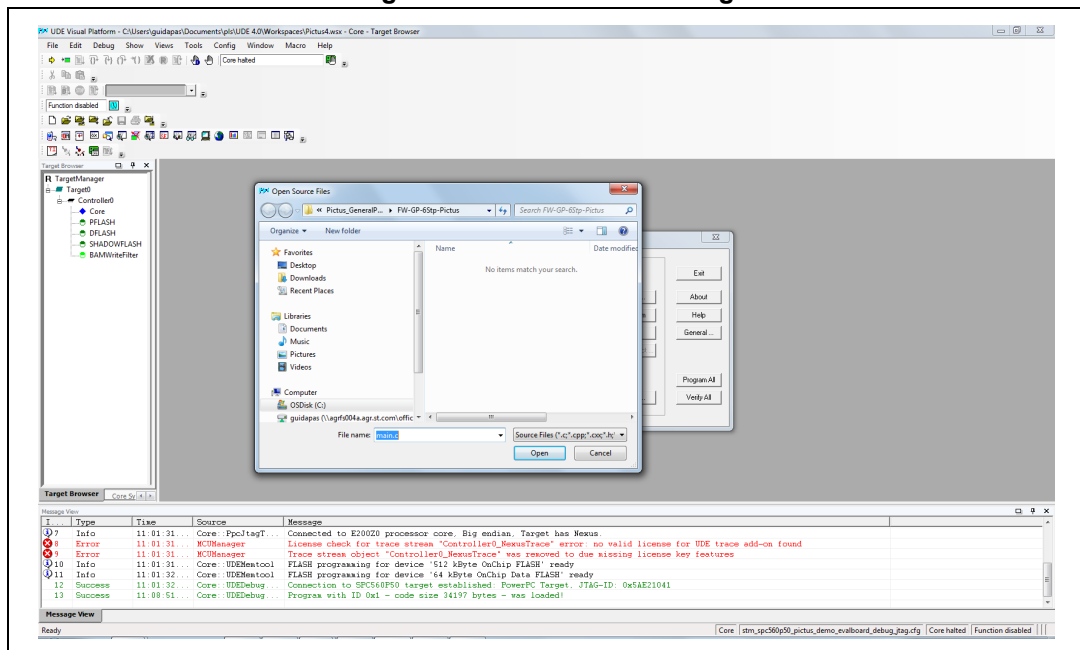 UDE Visual Platform - C:\Users\guidapas\Documents\pls\UDE 4.0\Workspaces\Pictus4.wsx - Core - Target Browser
File Edit Debug Show Views Tools Config Window Macro Help
Core halted
Function disabled
Target Browser
TargetManager
Target0
Controller0
Core
PFLASH
DFLASH
SHADOWFLASH
BAMWriteFilter
Open Source Files
« Pictus_GeneralP... ▸ FW-GP-6Stp-Pictus
Search FW-GP-6Stp-Pictus
Organize New folder
Favorites
Desktop
Downloads
Recent Places
Libraries
Documents
Music
Pictures
Videos
Computer
OSDisk (C:)
guidapas (\\agrfs004a.agr.st.com\offic
Name Date modified
No items match your search.
File name: main.c
Source Files (*.c;*.cpp;*.cxx;*.h;
Open Cancel
Exit
About
Help
General ...
Program All
Verify All
Target Browser Core Sy
Message View
I... Type Time Source Message
7 Info 11:01:31... Core::PpcJtagT... Connected to E200Z0 processor core, Big endian, Target has Nexus.
8 Error 11:01:31... MCUManager License check for trace stream "Controller0_NexusTrace" error: no valid license for UDE trace add-on found
9 Error 11:01:31... MCUManager Trace stream object "Controller0_NexusTrace" was removed to due missing license key features
10 Info 11:01:31... Core::UDEMemtool FLASH programming for device '512 kByte OnChip FLASH' ready
11 Info 11:01:32... Core::UDEMemtool FLASH programming for device '64 kByte OnChip Data FLASH' ready
12 Success 11:01:32... Core::UDEDebug... Connection to SPC560P50 target established: PowerPC Target, JTAG-ID: 0x5AE21041
13 Success 11:08:51... Core::UDEDebug... Program with ID 0x1 - code size 34197 bytes - was loaded!
Message View
Ready
Core stm_spc560p50_pictus_demo_evalboard_debug_jtag.cfg Core halted Function disabled